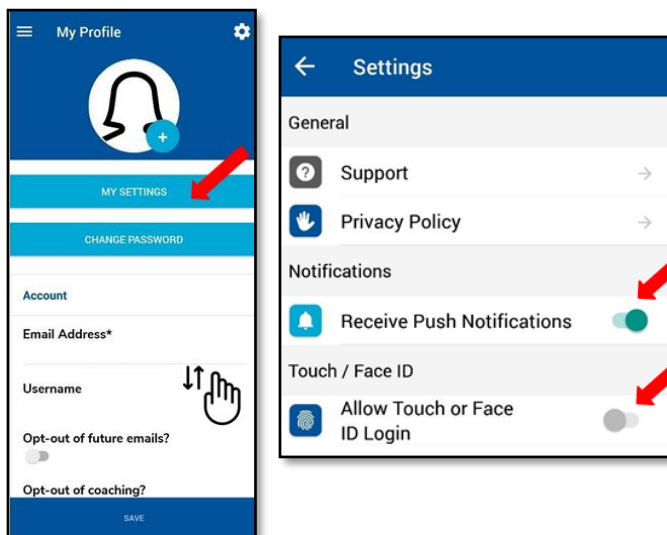 My Profile
+
MY SETTINGS
CHANGE PASSWORD
Account
Email Address*
Username
Opt-out of future emails?
Opt-out of coaching?
SAVE
Settings
General
? Support
Privacy Policy
Notifications
Receive Push Notifications
Touch / Face ID
Allow Touch or Face
ID Login